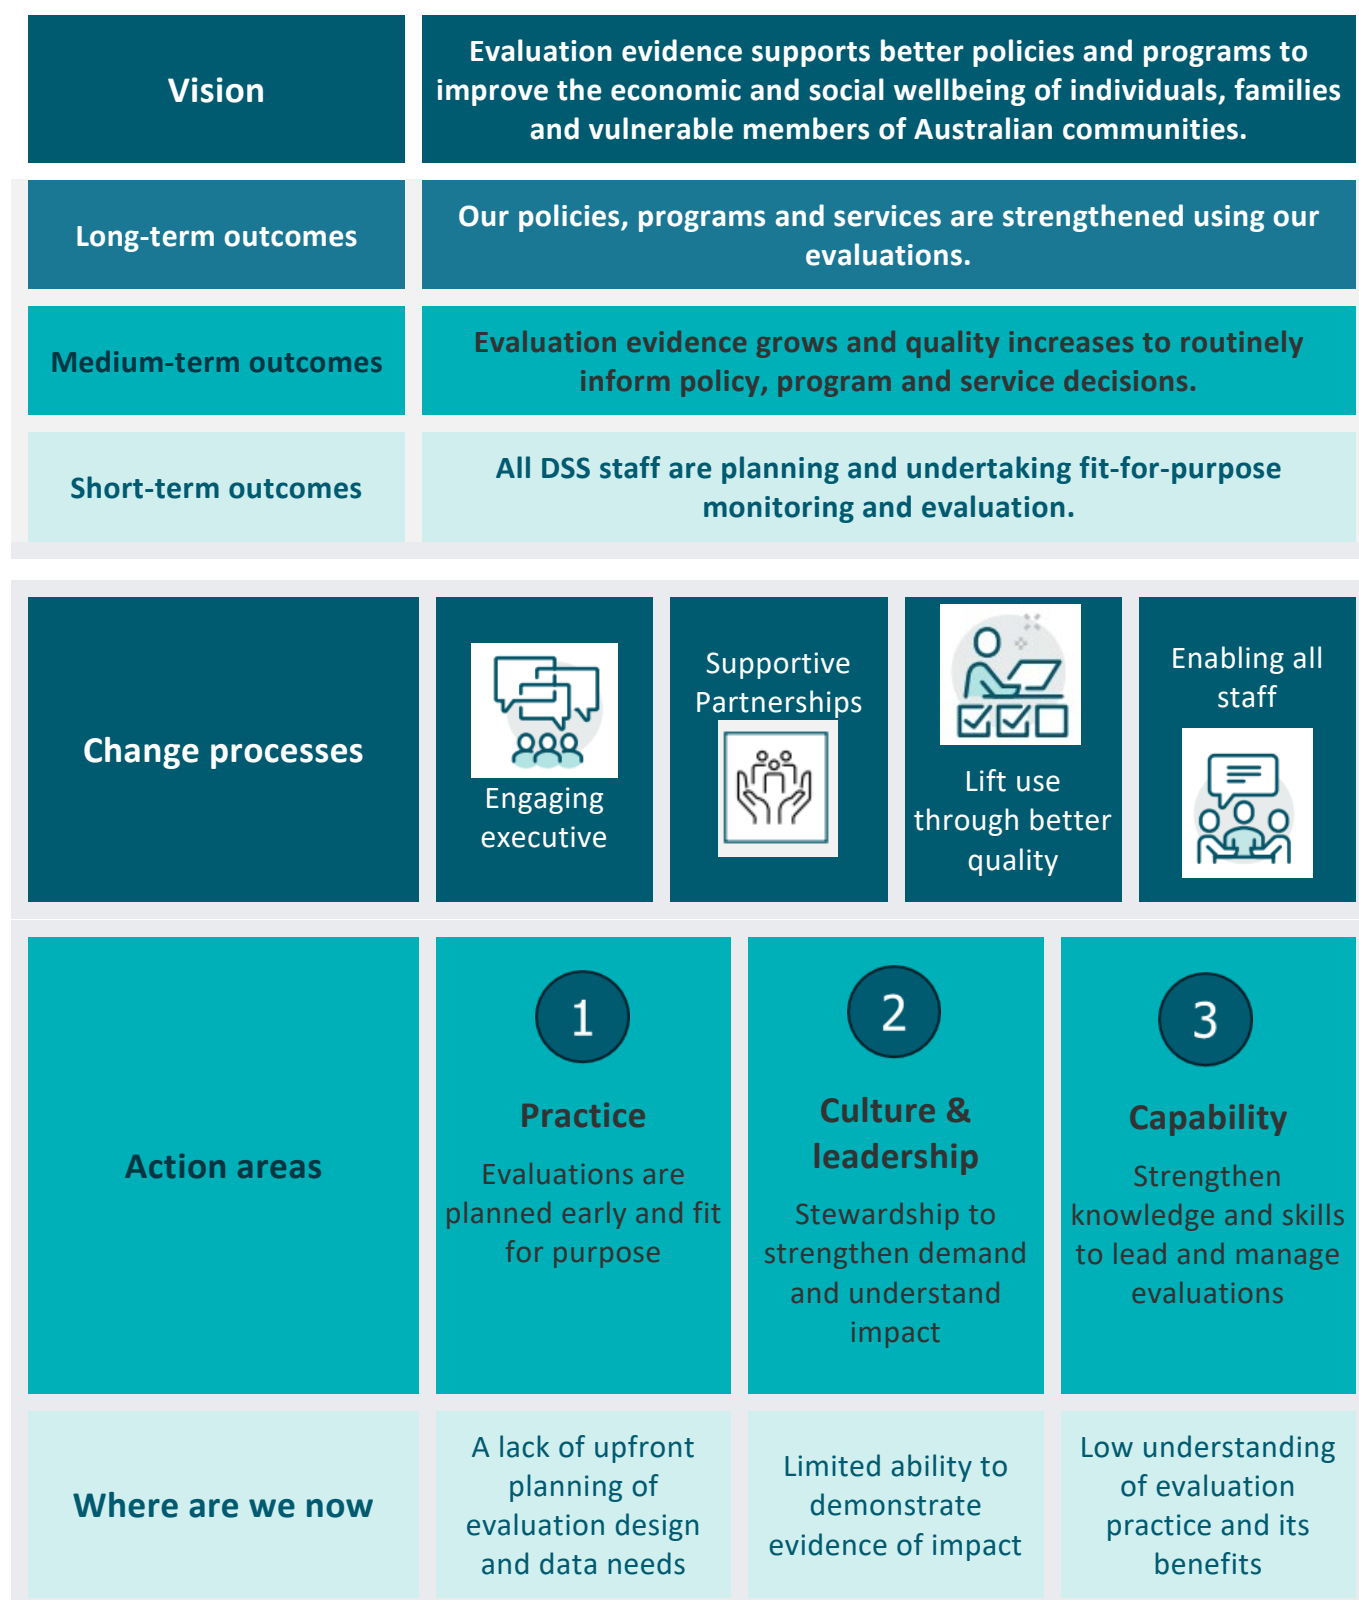 Vision
Evaluation evidence supports better policies and programs to
improve the economic and social wellbeing of individuals, families
and vulnerable members of Australian communities.
Long-term outcomes
Our policies, programs and services are strengthened using our
evaluations.
Medium-term outcomes
Evaluation evidence grows and quality increases to routinely
inform policy, program and service decisions.
Short-term outcomes
All DSS staff are planning and undertaking fit-for-purpose
monitoring and evaluation.
Change processes
Engaging
executive
Supportive
Partnerships
Lift use
through better
quality
Enabling all
staff
Action areas
1
Practice
Evaluations are
planned early and fit
for purpose
2
Culture &
leadership
Stewardship to
strengthen demand
and understand
impact
3
Capability
Strengthen
knowledge and skills
to lead and manage
evaluations
Where are we now
A lack of upfront
planning of
evaluation design
and data needs
Limited ability to
demonstrate
evidence of impact
Low understanding
of evaluation
practice and its
benefits